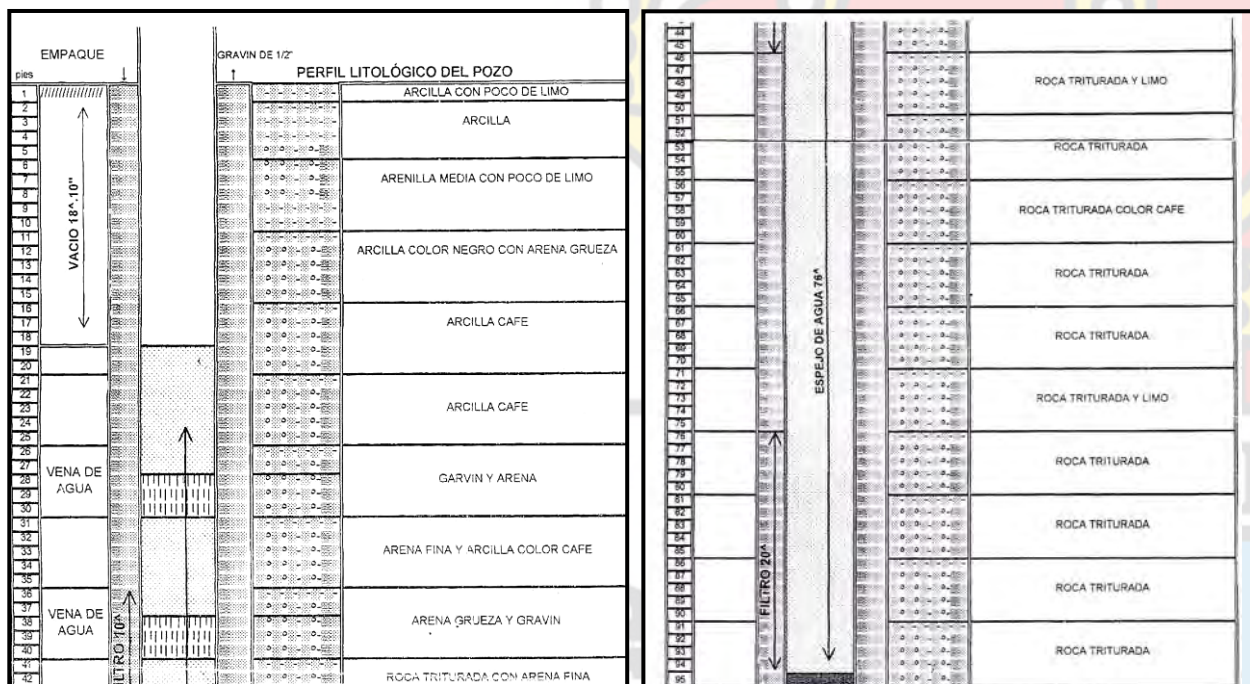 EMPAQUE
GRAVIN DE 1/2"
pies
PERFIL LITOLÓGICO DEL POZO
1
ARCILLA CON POCO DE LIMO
2
3
ARCILLA
4
5
6
7
ARENILLA MEDIA CON POCO DE LIMO
8
9
10
VACIO 18^.10"
11
12
ARCILLA COLOR NEGRO CON ARENA GRUEZA
13
14
15
16
17
ARCILLA CAFE
18
19
20
21
22
23
ARCILLA CAFE
24
25
26
27
VENA DE
AGUA
28
GARVIN Y ARENA
29
30
31
32
33
ARENA FINA Y ARCILLA COLOR CAFE
34
35
36
37
VENA DE
AGUA
38
ARENA GRUEZA Y GRAVIN
39
40
FILTRO 10^
41
42
ROCA TRITURADA CON ARENA FINA
44
45
46
47
48
ROCA TRITURADA Y LIMO
49
50
51
52
53
ROCA TRITURADA
54
55
56
57
58
ROCA TRITURADA COLOR CAFE
59
60
61
62
63
ROCA TRITURADA
64
65
66
67
68
ROCA TRITURADA
69
70
ESPEJO DE AGUA 76^
71
72
73
ROCA TRITURADA Y LIMO
74
75
76
77
78
ROCA TRITURADA
79
80
81
82
83
ROCA TRITURADA
84
85
86
87
88
ROCA TRITURADA
89
90
FILTRO 20^
91
92
93
ROCA TRITURADA
94
95